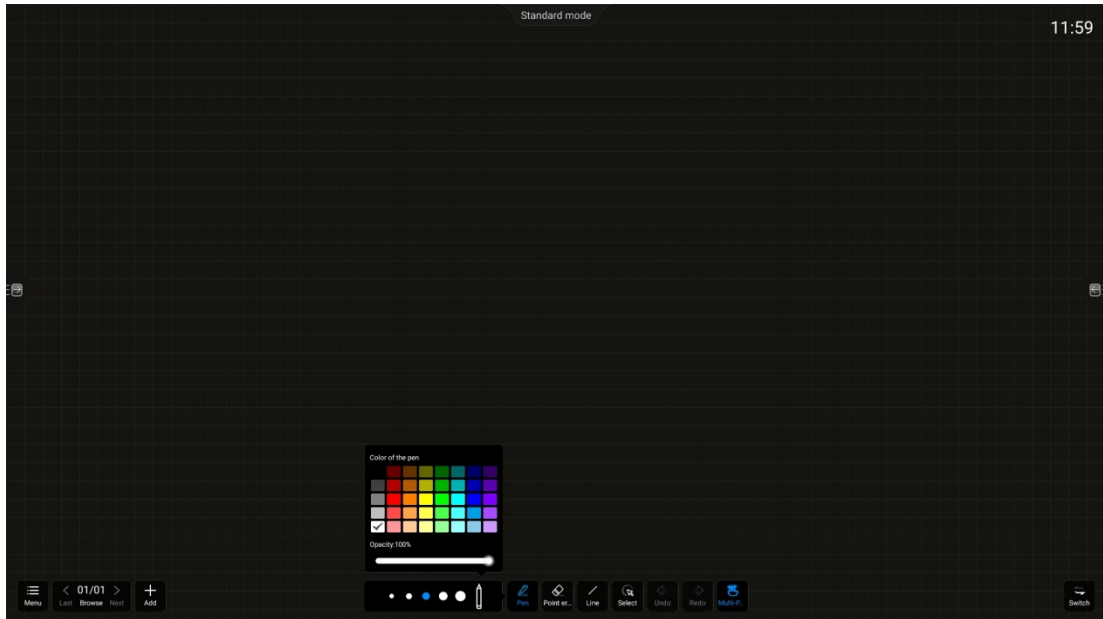 Standard mode
11:59
Color of the pen
Opacity:100%
01/01
Menu
Last Browse Next
Add
Pen
Point er...
Line
Select
Undo
Redo
Multi-P...
Switch